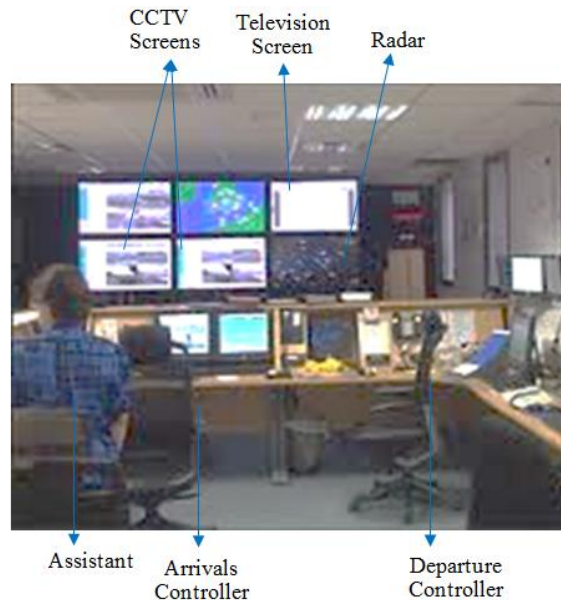 CCTV
Screens
Television
Screen
Radar
Assistant
Arrivals
Controller
Departure
Controller